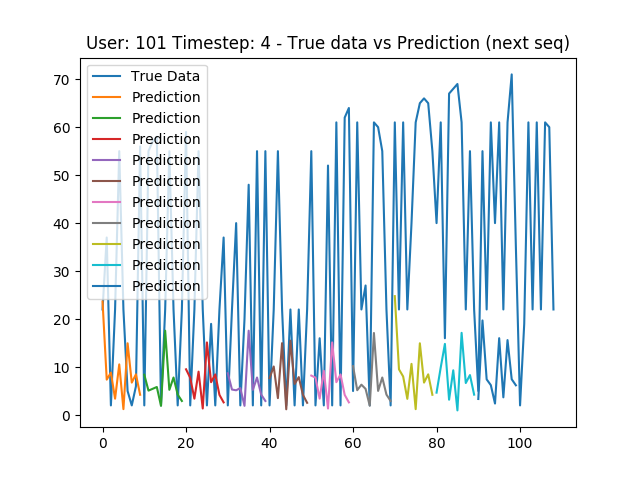 User: 101 Timestep: 4 - True data vs Prediction (next seq)
True Data
Prediction
Prediction
Prediction
Prediction
Prediction
Prediction
Prediction
Prediction
Prediction
Prediction
70
60
50
40
30
20
10
0
0 20 40 60 80 100